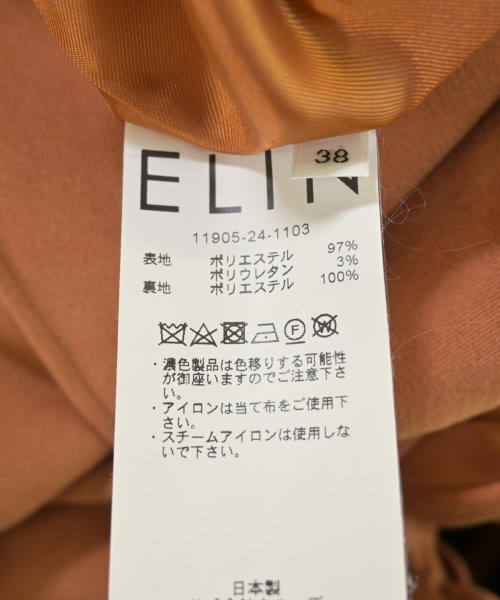 38
ELIN
11905-24-1103
表地 ポリエステル 97%
ポリウレタン 3%
裏地 ポリエステル 100%
・濃色製品は色移りする可能性
が御座いますのでご注意下さ
い。
・アイロンは当て布をご使用下
さい。
・スチームアイロンは使用しな
いで下さい。
日本製